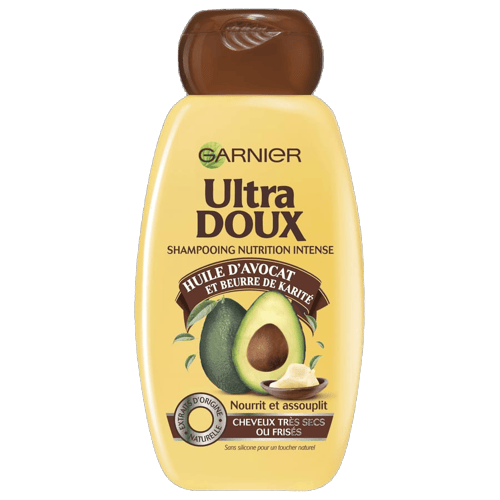 GARNIER
Ultra
DOUX
SHAMPOOING NUTRITION INTENSE
HUILE D'AVOCAT
ET BEURRE DE KARITÉ
EXTRAITS D'ORIGINE
NATURELLE
Nourrit et assouplit
CHEVEUX TRÈS SECS
OU FRISÉS
Sans silicone pour un toucher naturel